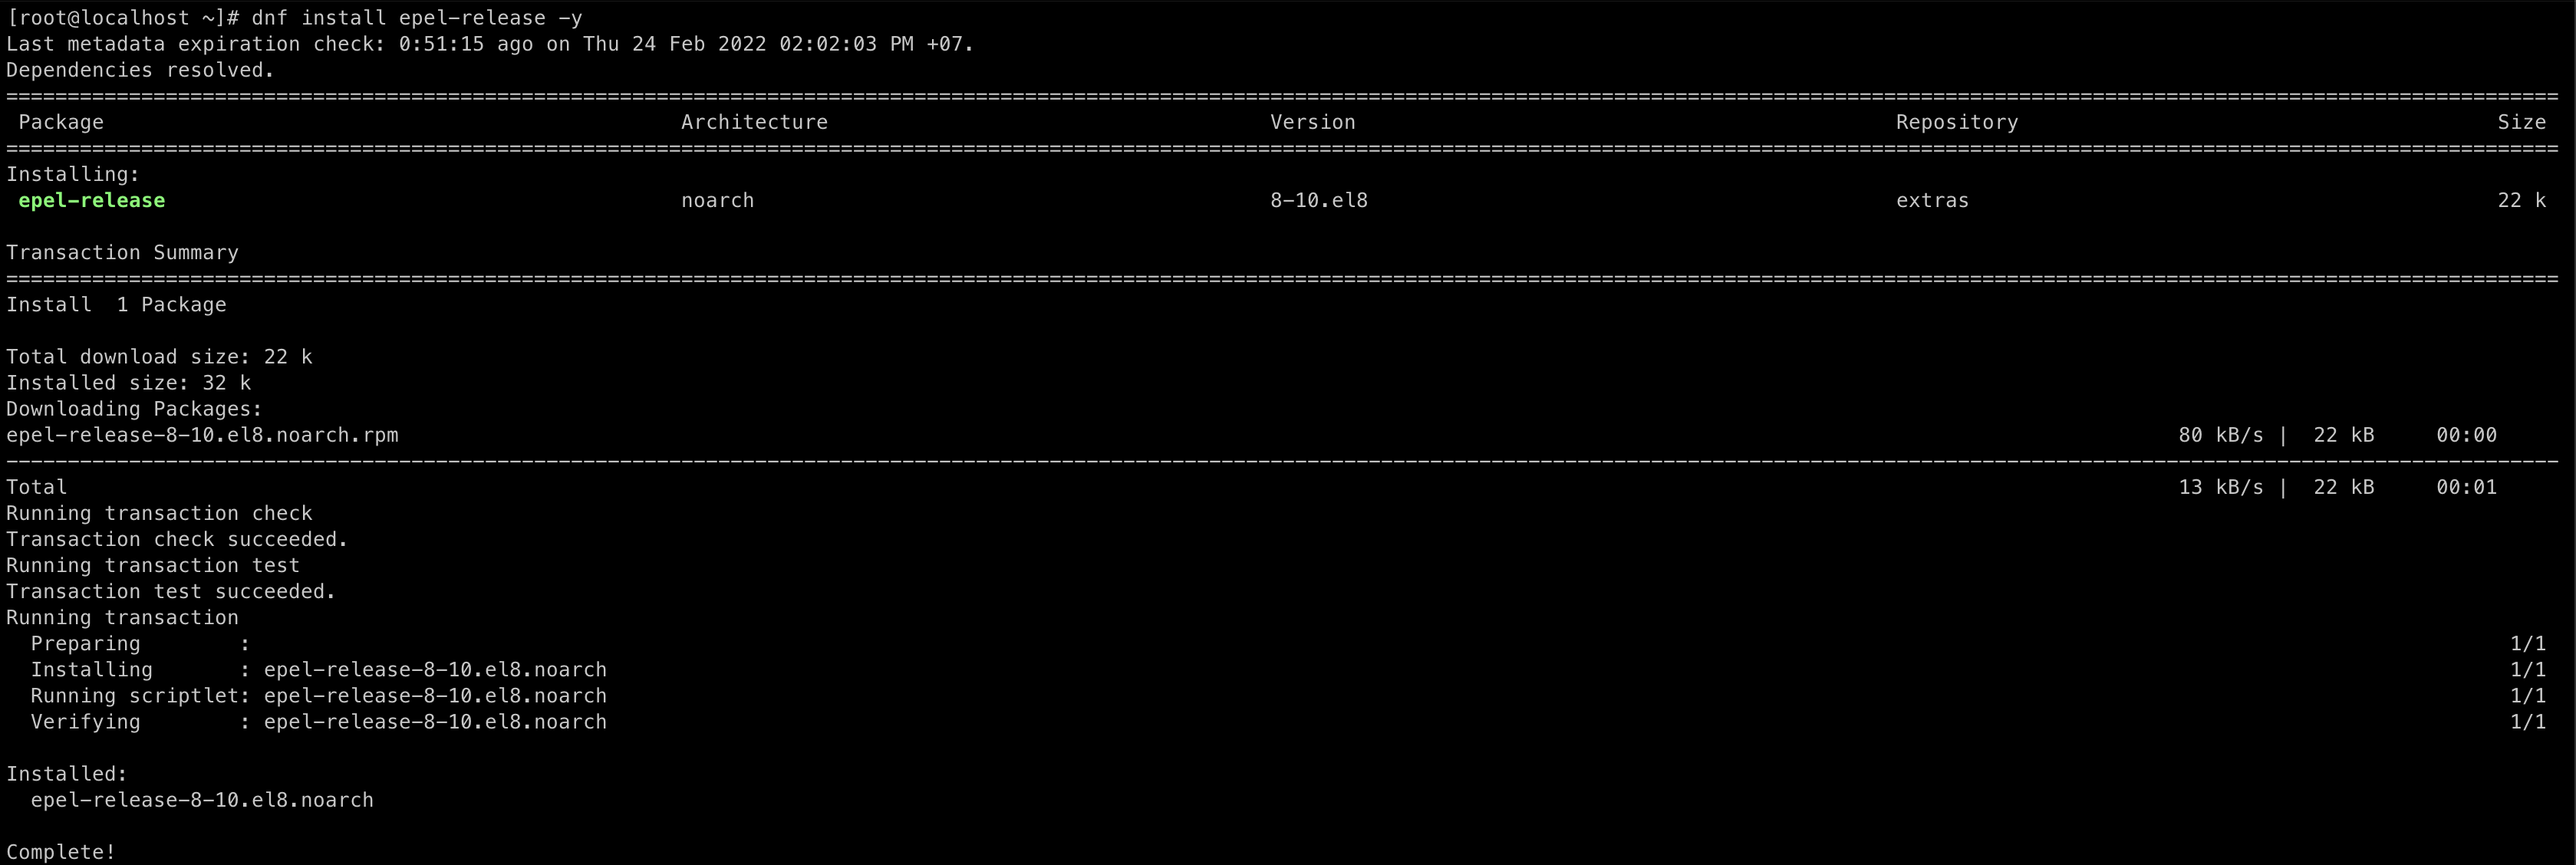 [root@localhost ~]# dnf install epel-release -y
Last metadata expiration check: 0:51:15 ago on Thu 24 Feb 2022 02:02:03 PM +07.
Dependencies resolved.
Package Architecture Version Repository Size
Installing:
epel-release noarch 8-10.el8 extras 22 k
Transaction Summary
Install  1 Package
Total download size: 22 k
Installed size: 32 k
Downloading Packages:
epel-release-8-10.el8.noarch.rpm 80 kB/s |  22 kB     00:00
Total 13 kB/s |  22 kB     00:01
Running transaction check
Transaction check succeeded.
Running transaction test
Transaction test succeeded.
Running transaction
  Preparing        : 1/1
  Installing       : epel-release-8-10.el8.noarch 1/1
  Running scriptlet: epel-release-8-10.el8.noarch 1/1
  Verifying        : epel-release-8-10.el8.noarch 1/1
Installed:
  epel-release-8-10.el8.noarch
Complete!